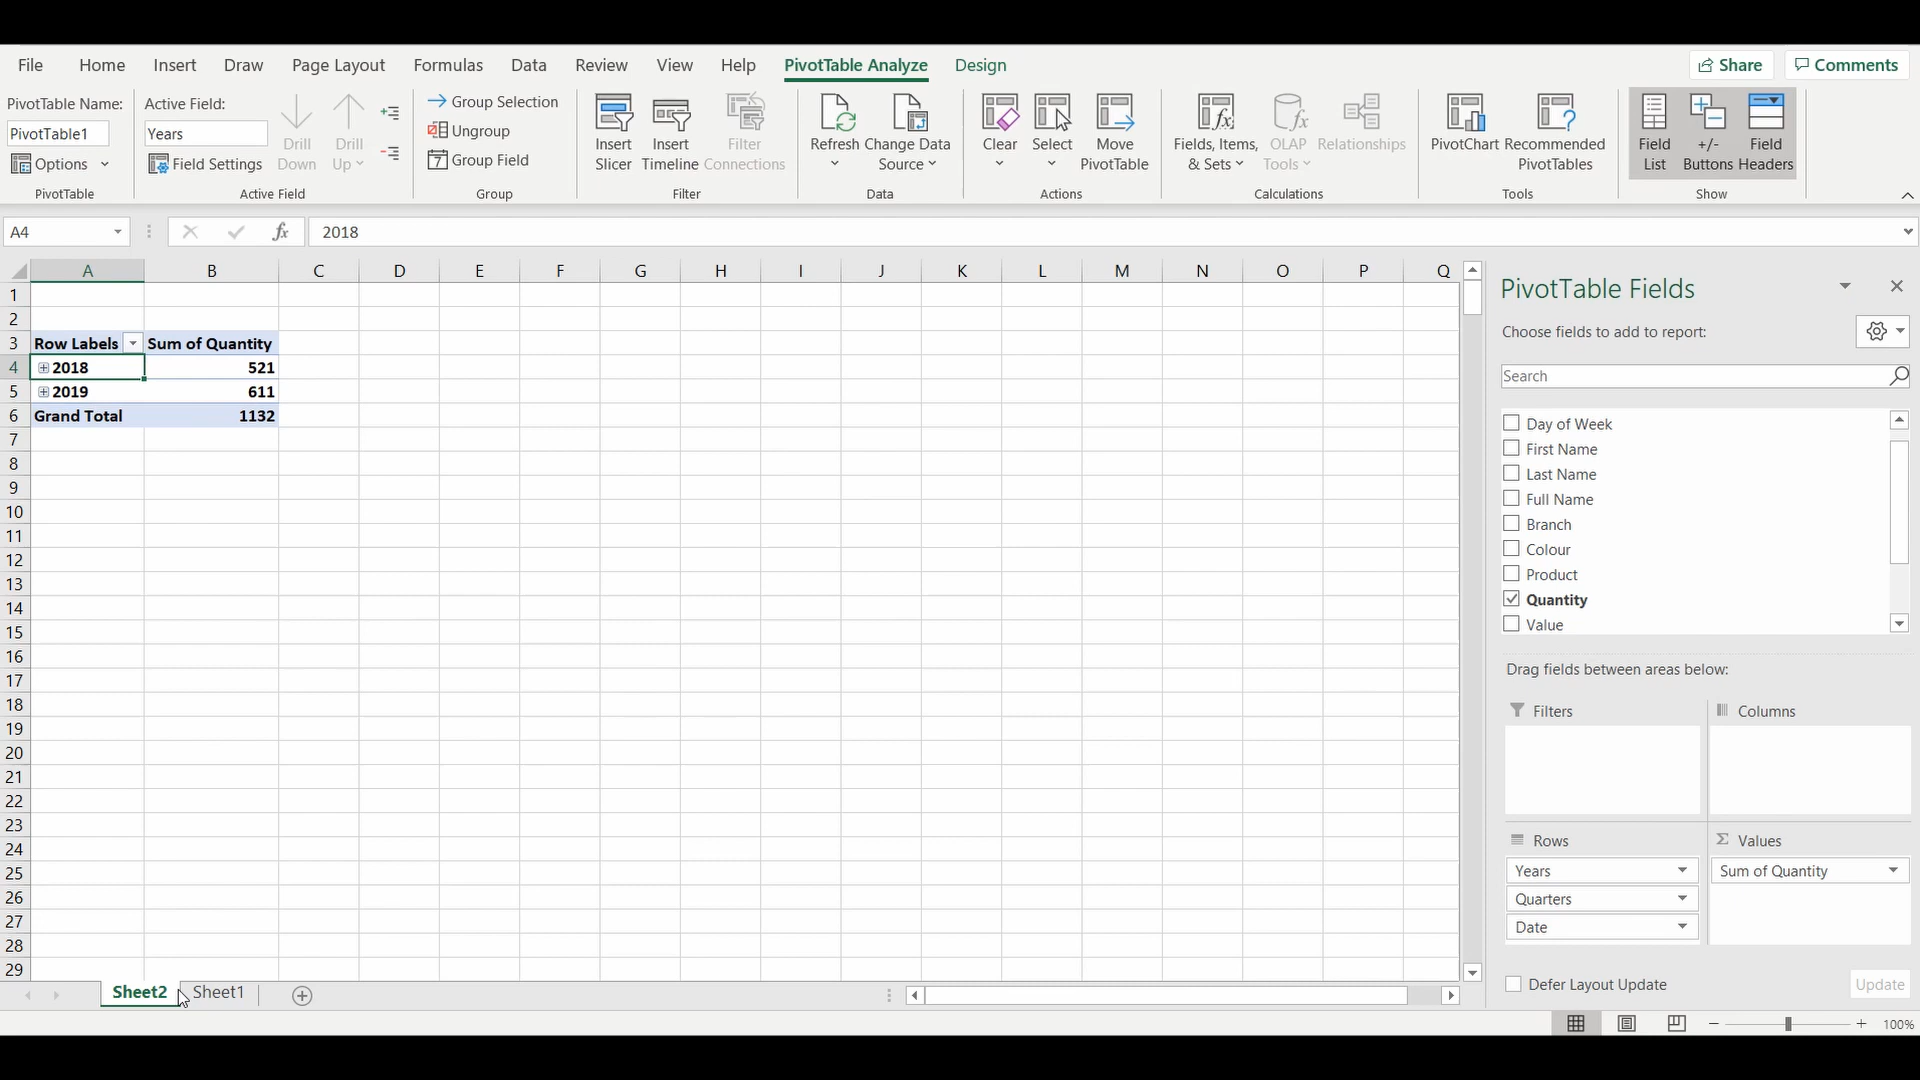 File Home Insert Draw Page Layout Formulas Data Review View Help PivotTable Analyze Design Share Comments
PivotTable Name: Active Field:
PivotTable1 Years
Options Field Settings
Drill Down Drill Up
Group Selection
Ungroup
Group Field
Insert Slicer Insert Timeline Filter Connections
Refresh Change Data Source
Clear Select Move PivotTable
Fields, Items, & Sets OLAP Tools Relationships
PivotChart Recommended PivotTables
Field List +/- Buttons Field Headers
PivotTable Active Field Group Filter Data Actions Calculations Tools Show
A4 fx 2018
A B C D E F G H I J K L M N O P Q
1
2
3 Row Labels Sum of Quantity
4 2018 521
5 2019 611
6 Grand Total 1132
7
8
9
10
11
12
13
14
15
16
17
18
19
20
21
22
23
24
25
26
27
28
29
PivotTable Fields
Choose fields to add to report:
Search
Day of Week
First Name
Last Name
Full Name
Branch
Colour
Product
Quantity
Value
Drag fields between areas below:
Filters Columns
Rows Σ Values
Years Sum of Quantity
Quarters
Date
Defer Layout Update Update
Sheet2 Sheet1
100%